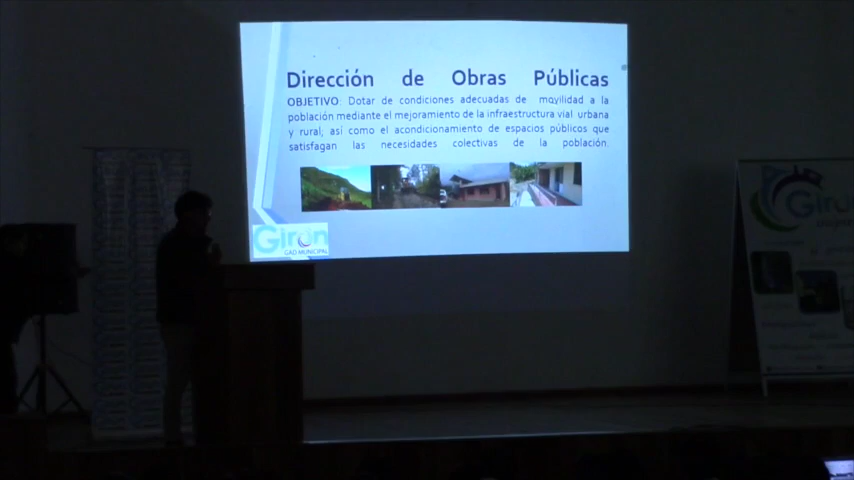 Dirección de Obras Públicas
OBJETIVO: Dotar de condiciones adecuadas de movilidad a la
población mediante el mejoramiento de la infraestructura vial urbana
y rural, así como el acondicionamiento de espacios públicos que
satisfagan las necesidades colectivas de la población.
Girón
GAD MUNICIPAL
Girón